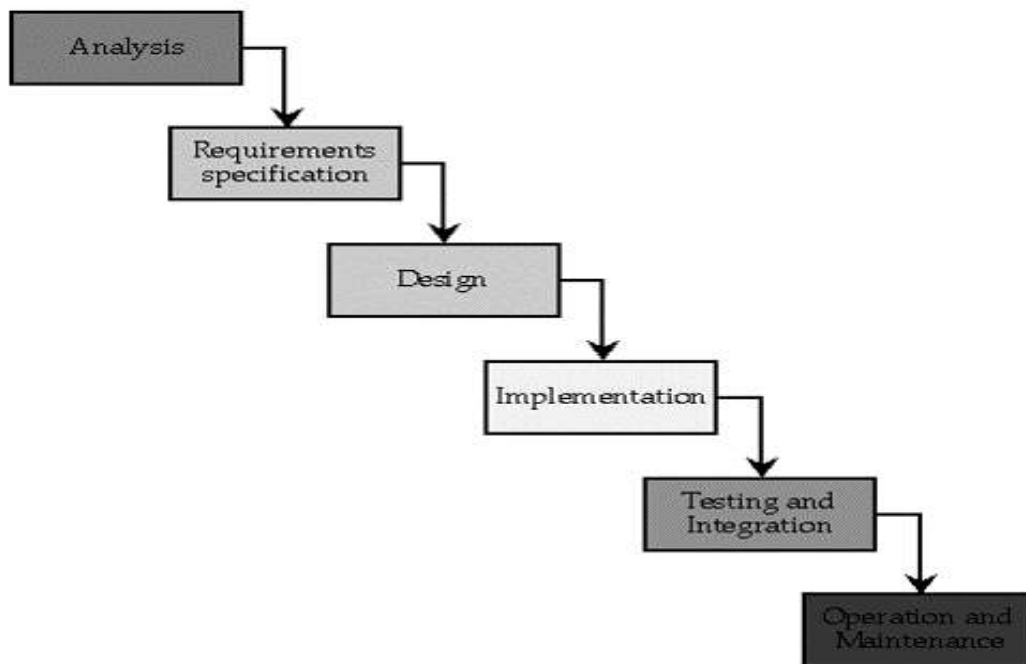 Analysis
Requirements
specification
Design
Implementation
Testing and
Integration
Operation and
Maintenance